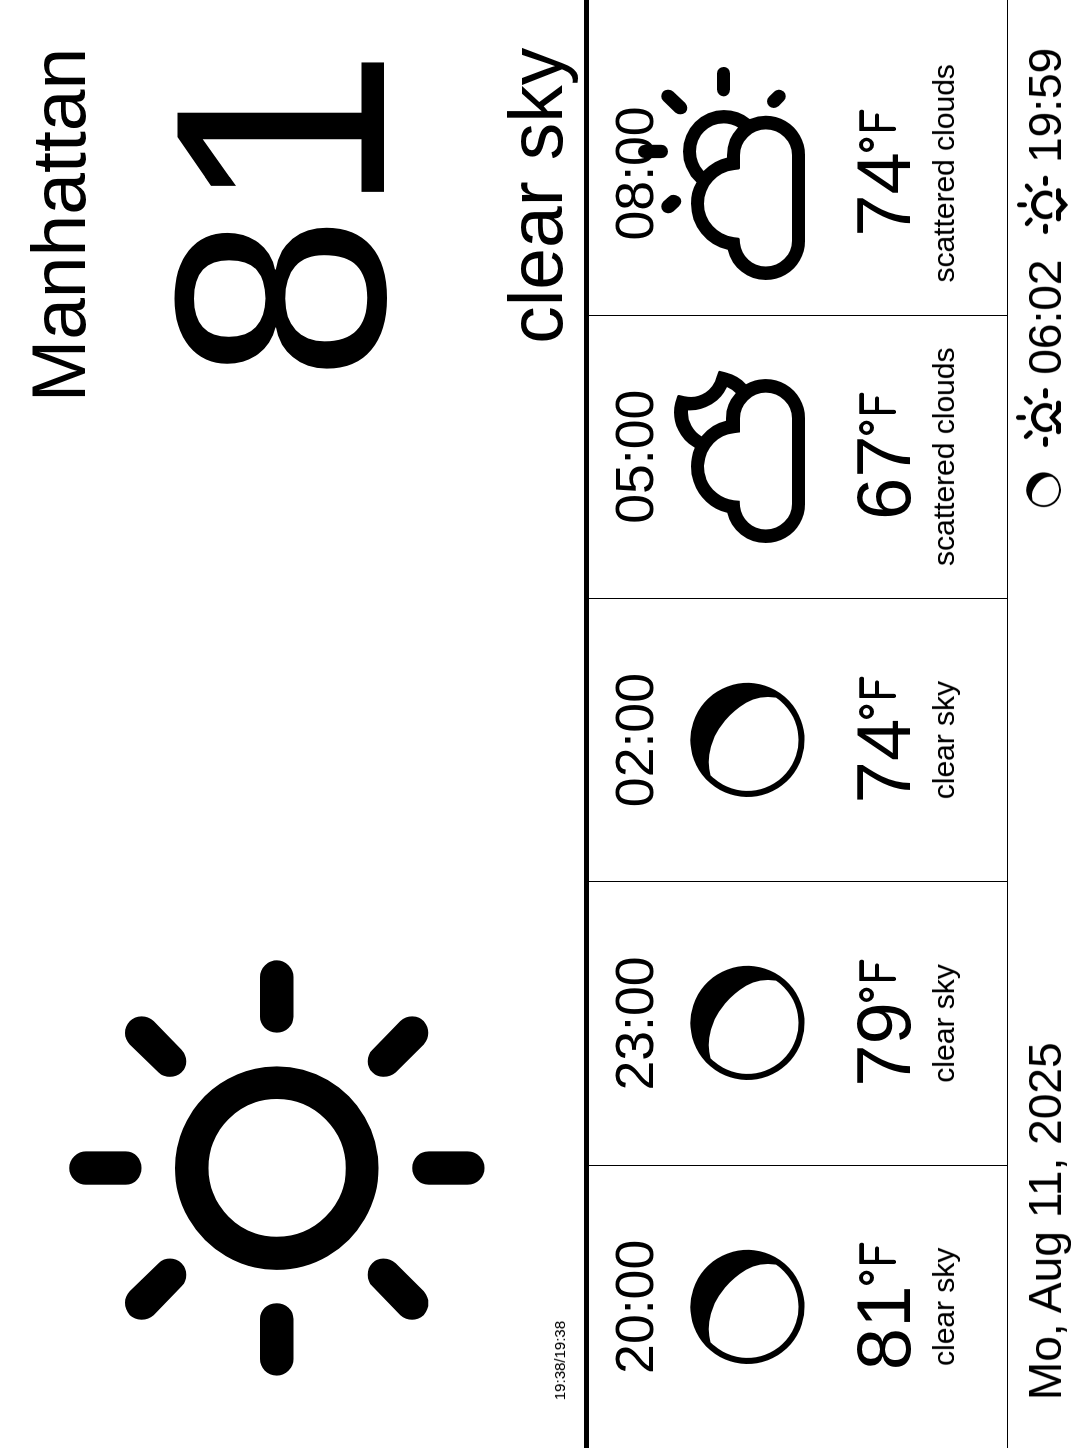 Manhattan
81
clear sky
19:38/19:38
20:00
81°F
clear sky
23:00
79°F
clear sky
02:00
74°F
clear sky
05:00
67°F
scattered clouds
08:00
74°F
scattered clouds
Mo, Aug 11, 2025
06:02
19:59